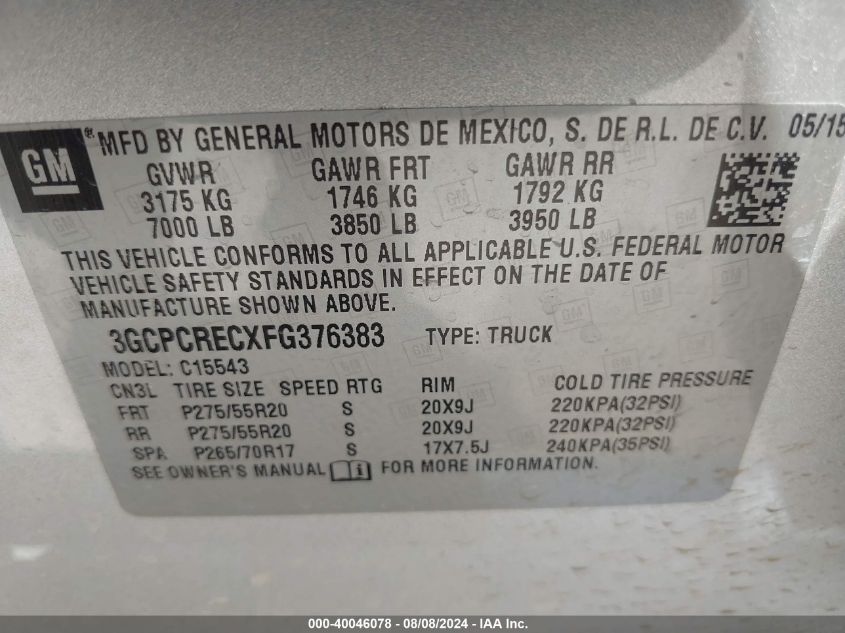 GM ® MFD BY GENERAL MOTORS DE MEXICO, S. DE R.L. DE C.V. 05/15
GVWR GAWR FRT GAWR RR
3175 KG 1746 KG 1792 KG
7000 LB 3850 LB 3950 LB
THIS VEHICLE CONFORMS TO ALL APPLICABLE U.S. FEDERAL MOTOR
VEHICLE SAFETY STANDARDS IN EFFECT ON THE DATE OF
MANUFACTURE SHOWN ABOVE.
3GCPCRECXFG376383 TYPE: TRUCK
MODEL: C15543
CN3L TIRE SIZE SPEED RTG RIM COLD TIRE PRESSURE
FRT P275/55R20 S 20X9J 220KPA(32PSI)
RR P275/55R20 S 20X9J 220KPA(32PSI)
SPA P265/70R17 S 17X7.5J 240KPA(35PSI)
SEE OWNER'S MANUAL i FOR MORE INFORMATION.
000-40046078 - 08/08/2024 - IAA Inc.